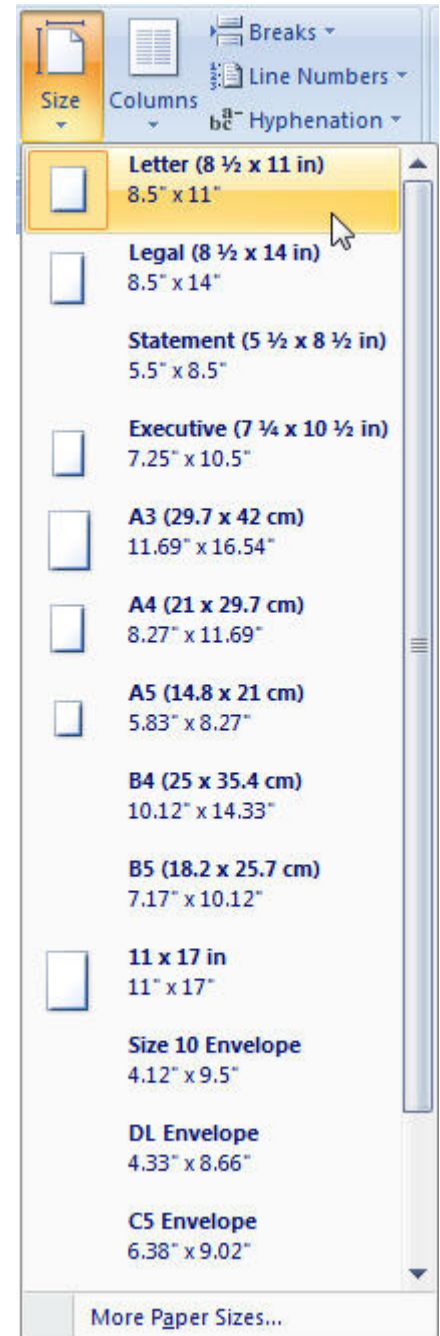 Breaks
Line Numbers
Size
Columns
Hyphenation
Letter (8 ½ x 11 in)
8.5" x 11"
Legal (8 ½ x 14 in)
8.5" x 14"
Statement (5 ½ x 8 ½ in)
5.5" x 8.5"
Executive (7 ¼ x 10 ½ in)
7.25" x 10.5"
A3 (29.7 x 42 cm)
11.69" x 16.54"
A4 (21 x 29.7 cm)
8.27" x 11.69"
A5 (14.8 x 21 cm)
5.83" x 8.27"
B4 (25 x 35.4 cm)
10.12" x 14.33"
B5 (18.2 x 25.7 cm)
7.17" x 10.12"
11 x 17 in
11" x 17"
Size 10 Envelope
4.12" x 9.5"
DL Envelope
4.33" x 8.66"
C5 Envelope
6.38" x 9.02"
More Paper Sizes...